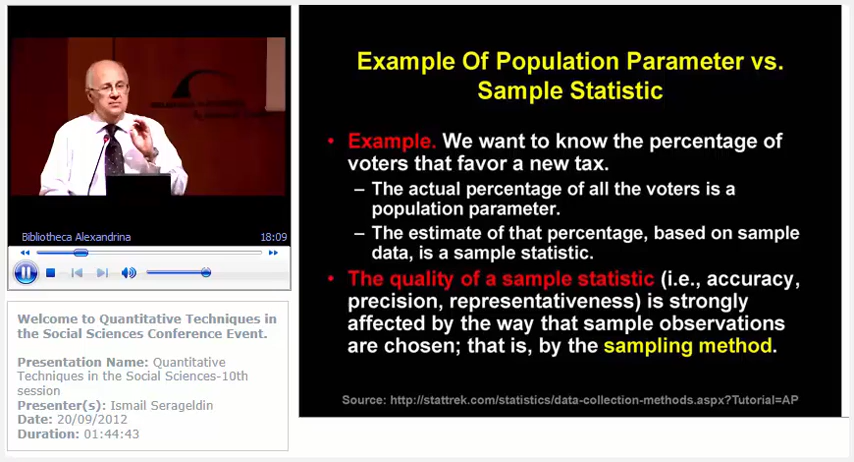 Example Of Population Parameter vs.
Sample Statistic
• Example. We want to know the percentage of
voters that favor a new tax.
– The actual percentage of all the voters is a
population parameter.
– The estimate of that percentage, based on sample
data, is a sample statistic.
• The quality of a sample statistic (i.e., accuracy,
precision, representativeness) is strongly
affected by the way that sample observations
are chosen; that is, by the sampling method.
Source: http://stattrek.com/statistics/data-collection-methods.aspx?Tutorial=AP
Bibliotheca Alexandrina 18:09
Welcome to Quantitative Techniques in
the Social Sciences Conference Event.
Presentation Name: Quantitative
Techniques in the Social Sciences-10th
session
Presenter(s): Ismail Serageldin
Date: 20/09/2012
Duration: 01:44:43